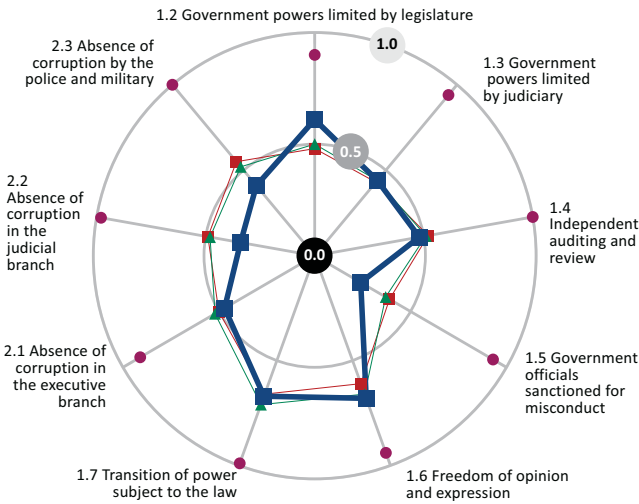 1.2 Government powers limited by legislature
1.0
1.3 Government
powers limited
by judiciary
0.5
1.4
Independent
auditing and
review
0.0
1.5 Government
officials
sanctioned for
misconduct
1.6 Freedom of opinion
and expression
1.7 Transition of power
subject to the law
2.1 Absence of
corruption in
the executive
branch
2.2
Absence of
corruption
in the
judicial
branch
2.3 Absence of
corruption by the
police and military